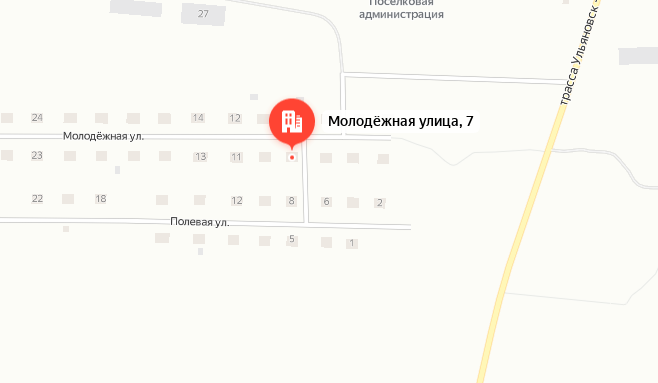 Поселковая
администрация
27
трасса Ульяновск -
24
14
12
Молодёжная улица, 7
Молодёжная ул.
23
13
11
22
18
12
8
6
2
Полевая ул.
5
1